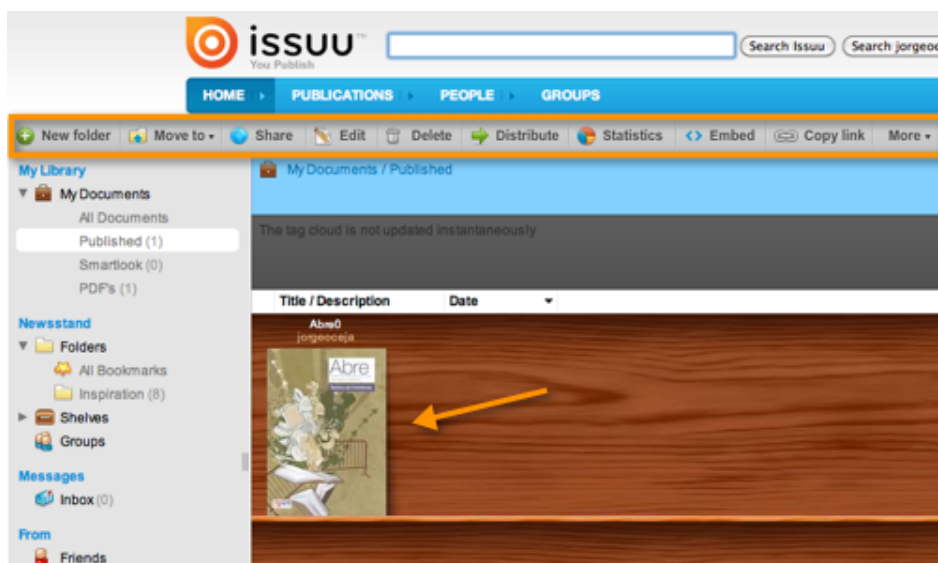 issuu™
You Publish
Search Issuu
Search jorgeoc
HOME PUBLICATIONS PEOPLE GROUPS
New folder Move to Share Edit Delete Distribute Statistics Embed Copy link More
My Library
My Documents
All Documents
Published (1)
Smartlook (0)
PDF's (1)
Newsstand
Folders
All Bookmarks
Inspiration (8)
Shelves
Groups
Messages
Inbox (0)
From
Friends
My Documents / Published
The tag cloud is not updated instantaneously
Title / Description Date
Abre0
jorgeoceja
Abre